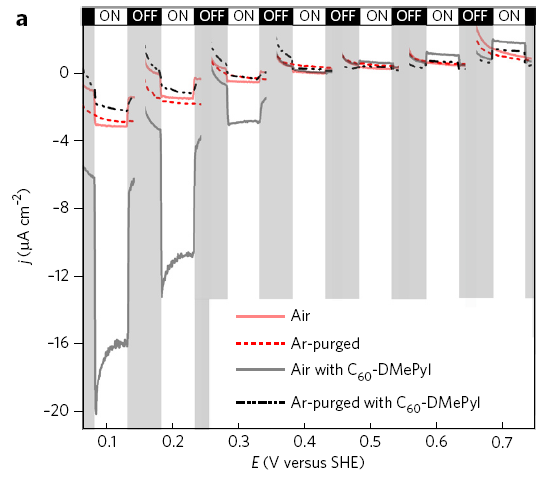 a
ON OFF ON OFF ON OFF ON OFF ON OFF ON OFF ON
0
−4
−8
−12
−16
−20
j (μA cm⁻²)
Air
Ar-purged
Air with C₆₀-DMePyI
Ar-purged with C₆₀-DMePyI
0.1 0.2 0.3 0.4 0.5 0.6 0.7
E (V versus SHE)